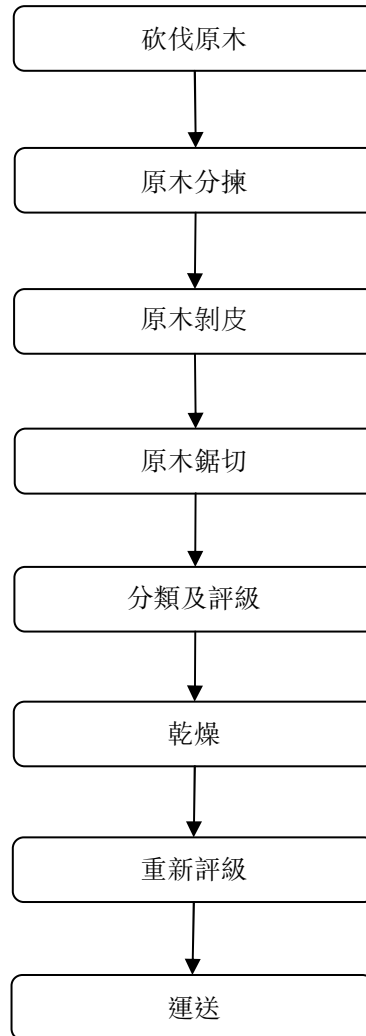 砍伐原木
原木分揀
原木剝皮
原木鋸切
分類及評級
乾燥
重新評級
運送